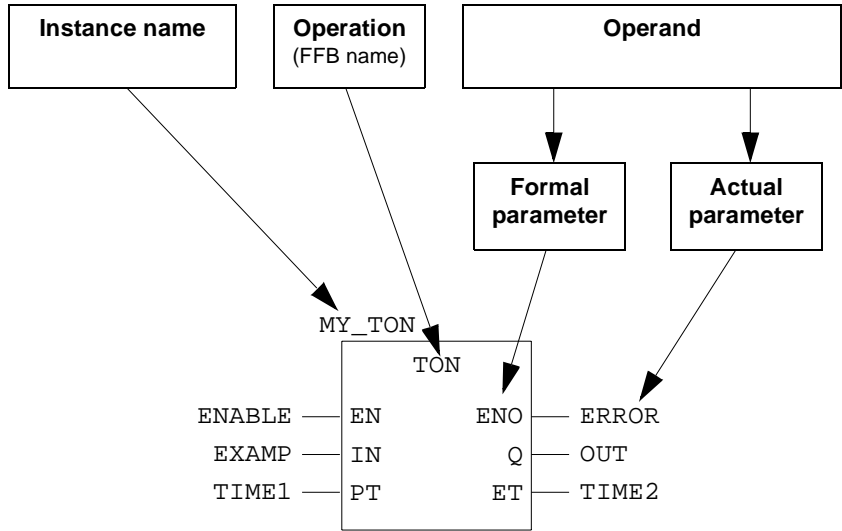 Instance name
Operation
(FFB name)
Operand
Formal
parameter
Actual
parameter
MY_TON
TON
ENABLE EN ENO ERROR
EXAMP IN Q OUT
TIME1 PT ET TIME2